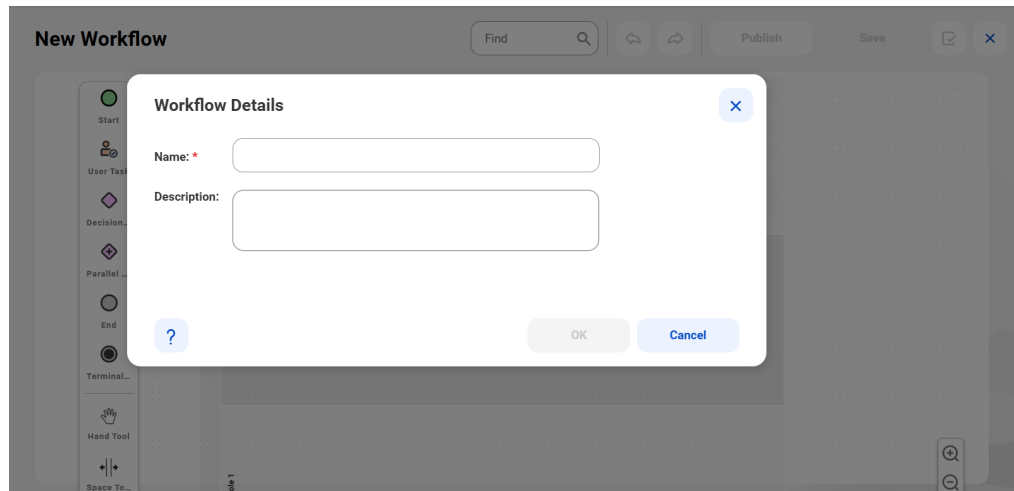 New Workflow
Find
Publish
Save
Workflow Details
Name: *
Description:
?
OK
Cancel
Start
User Task
Decision...
Parallel ...
End
Terminal...
Hand Tool
Space To...